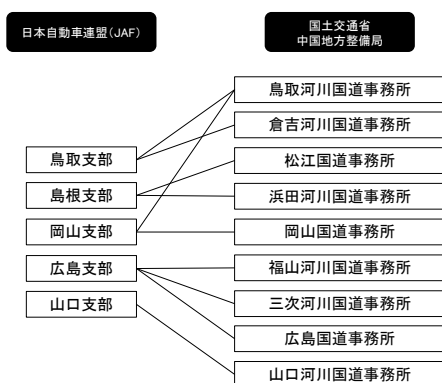 日本自動車連盟(JAF)
国土交通省
中国地方整備局
鳥取支部
島根支部
岡山支部
広島支部
山口支部
鳥取河川国道事務所
倉吉河川国道事務所
松江国道事務所
浜田河川国道事務所
岡山国道事務所
福山河川国道事務所
三次河川国道事務所
広島国道事務所
山口河川国道事務所